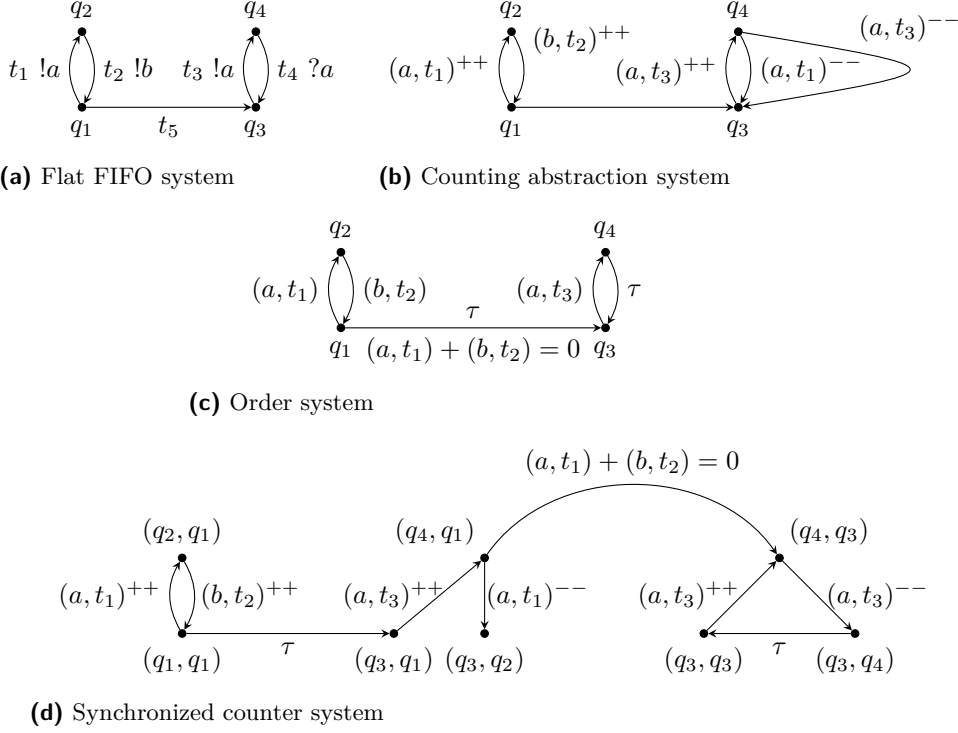 q₂ q₄
t₁ !a t₂ !b t₃ !a t₄ ?a
q₁ t₅ q₃
(a) Flat FIFO system
q₂ q₄
(a, t₁)⁺⁺ (b, t₂)⁺⁺ (a, t₃)⁺⁺ (a, t₁)⁻⁻ (a, t₃)⁻⁻
q₁ q₃
(b) Counting abstraction system
q₂ q₄
(a, t₁) (b, t₂) (a, t₃) τ
τ
q₁ (a, t₁) + (b, t₂) = 0 q₃
(c) Order system
(a, t₁) + (b, t₂) = 0
(q₂, q₁) (q₄, q₁) (q₄, q₃)
(a, t₁)⁺⁺ (b, t₂)⁺⁺ (a, t₃)⁺⁺ (a, t₁)⁻⁻ (a, t₃)⁺⁺ (a, t₃)⁻⁻
τ τ
(q₁, q₁) (q₃, q₁) (q₃, q₂) (q₃, q₃) (q₃, q₄)
(d) Synchronized counter system